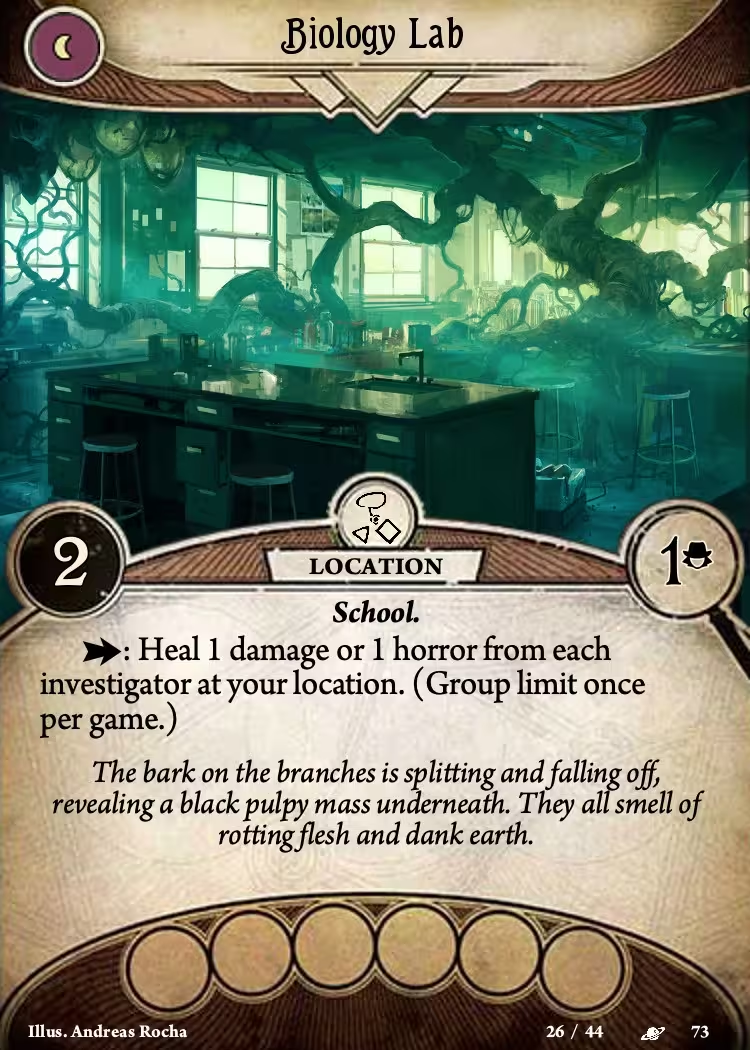 Biology Lab
2
LOCATION
1
School.
: Heal 1 damage or 1 horror from each
investigator at your location. (Group limit once
per game.)
The bark on the branches is splitting and falling off,
revealing a black pulpy mass underneath. They all smell of
rotting flesh and dank earth.
Illus. Andreas Rocha
26 / 44
73